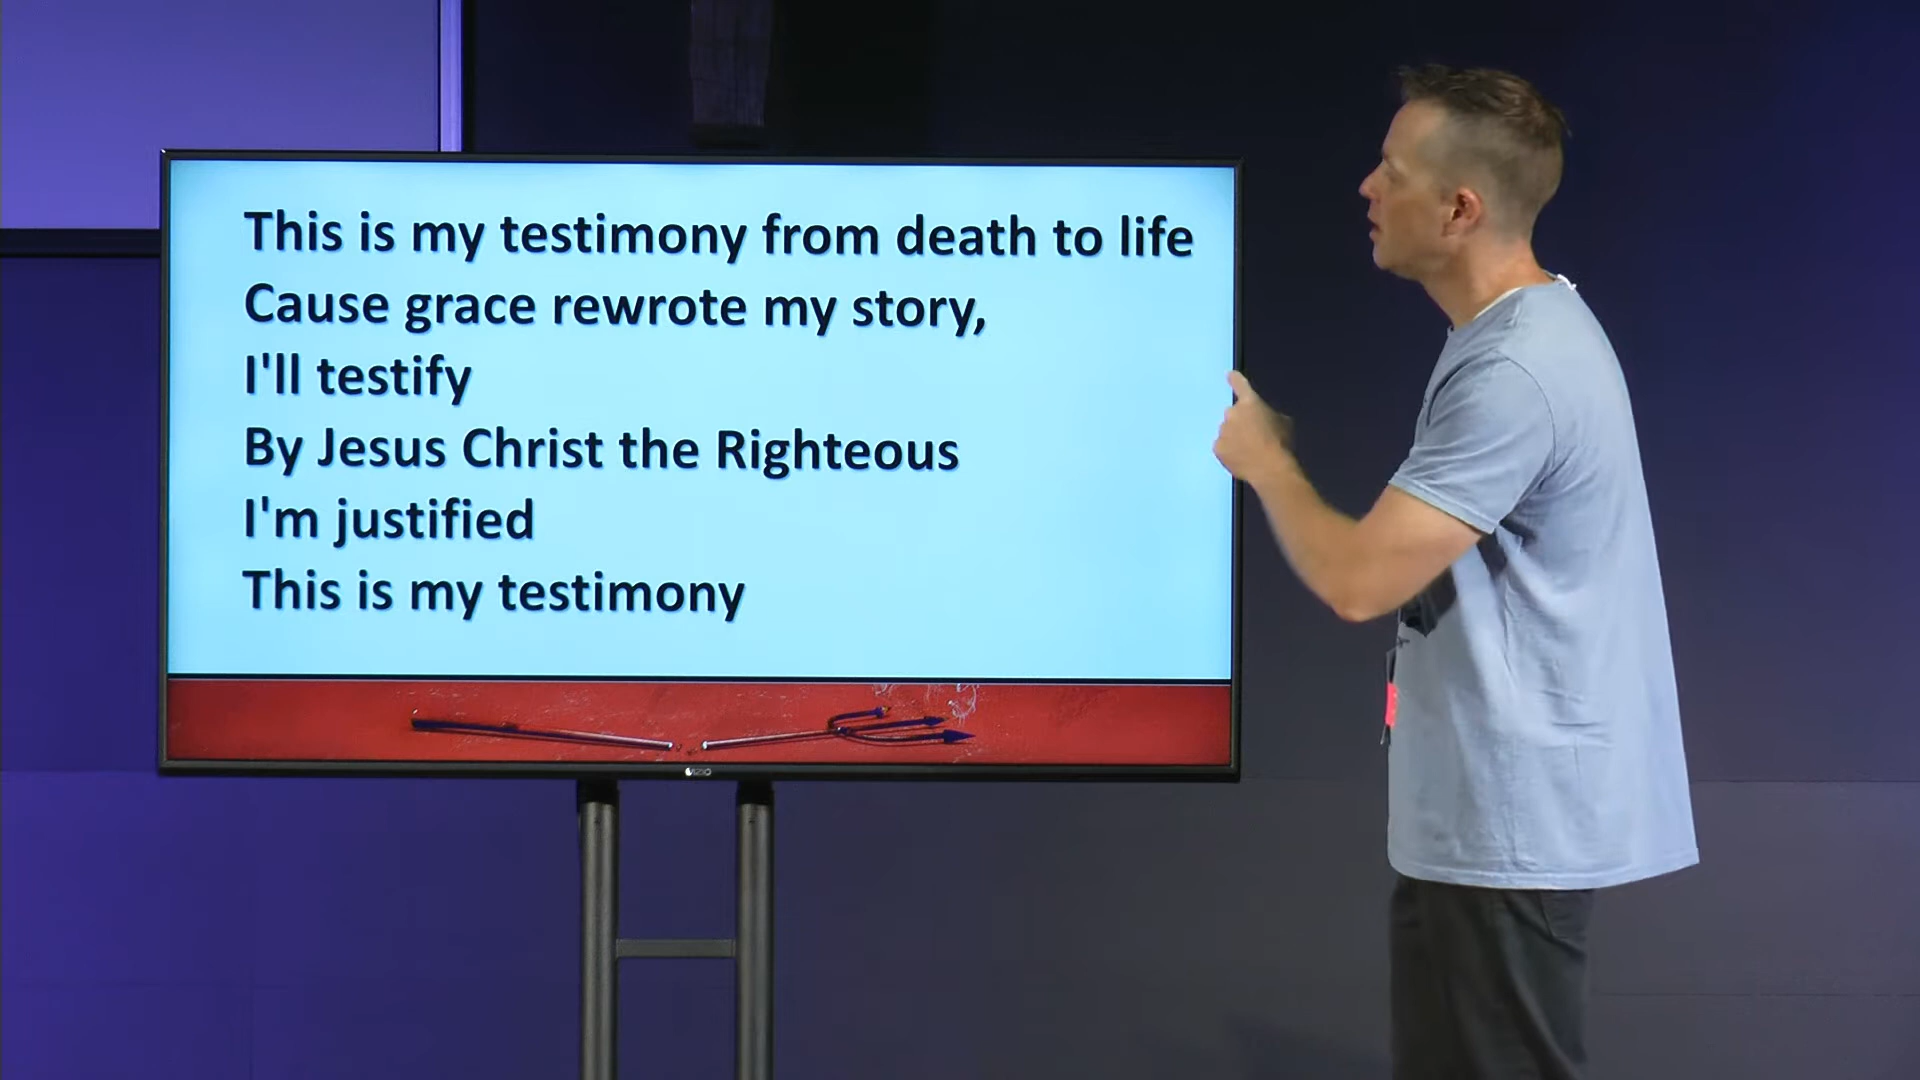 This is my testimony from death to life
Cause grace rewrote my story,
I'll testify
By Jesus Christ the Righteous
I'm justified
This is my testimony
VIZIO